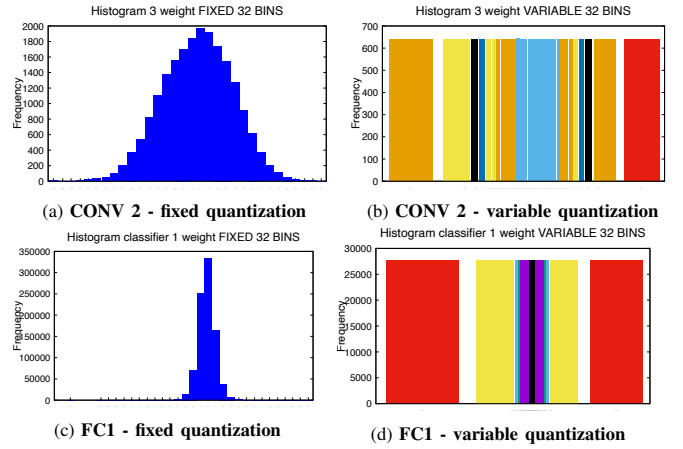 Histogram 3 weight FIXED 32 BINS
2000
1800
1600
1400
1200
1000
800
600
400
200
0
Frequency
(a) CONV 2 - fixed quantization
Histogram 3 weight VARIABLE 32 BINS
700
600
500
400
300
200
100
0
Frequency
(b) CONV 2 - variable quantization
Histogram classifier 1 weight FIXED 32 BINS
350000
300000
250000
200000
150000
100000
50000
0
Frequency
(c) FC1 - fixed quantization
Histogram classifier 1 weight VARIABLE 32 BINS
30000
25000
20000
15000
10000
5000
0
Frequency
(d) FC1 - variable quantization